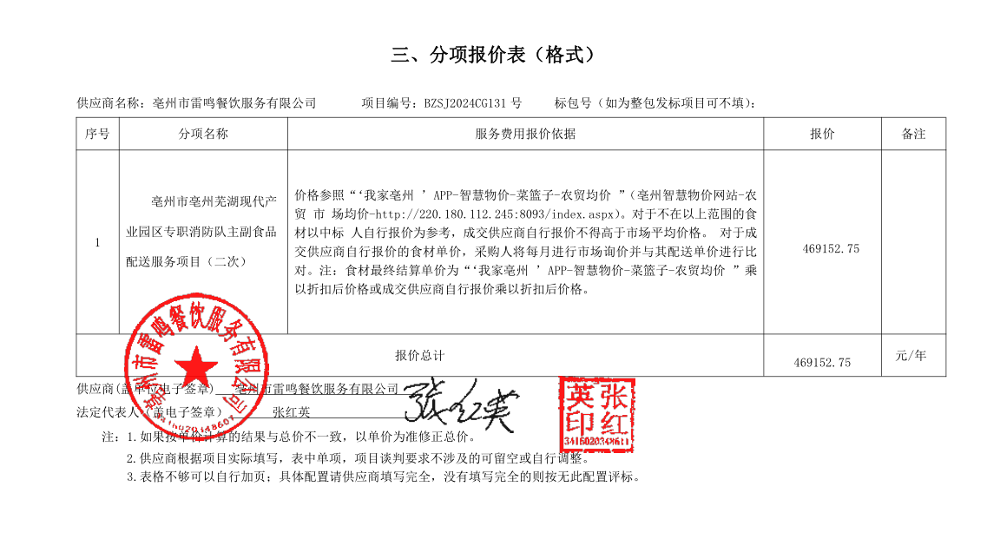 三、分项报价表（格式）
供应商名称：亳州市雷鸣餐饮服务有限公司 项目编号：BZSJ2024CG131 号 标包号（如为整包发标项目可不填）：
序号 分项名称 服务费用报价依据 报价 备注
1
亳州市亳州芜湖现代产
业园区专职消防队主副食品
配送服务项目（二次）
价格参照“‘我家亳州 ’ APP-智慧物价-菜篮子-农贸均价 ”（亳州智慧物价网站-农
贸 市 场均价-http://220.180.112.245:8093/index.aspx）。对于不在以上范围的食
材以中标 人自行报价为参考，成交供应商自行报价不得高于市场平均价格。 对于成
交供应商自行报价的食材单价，采购人将每月进行市场询价并与其配送单价进行比
对。注：食材最终结算单价为“‘我家亳州 ’ APP-智慧物价-菜篮子-农贸均价 ” 乘
以折扣后价格或成交供应商自行报价乘以折扣后价格。
469152.75
报价总计 469152.75 元/年
供应商(盖单位电子签章) 亳州市雷鸣餐饮服务有限公司
法定代表人（盖电子签章） 张红英
张红英
注：1.如果按单价计算的结果与总价不一致，以单价为准修正总价。
2.供应商根据项目实际填写，表中单项，项目谈判要求不涉及的可留空或自行调整。
3.表格不够可以自行加页；具体配置请供应商填写完全，没有填写完全的则按无此配置评标。
亳州市雷鸣餐饮服务有限公司
张红
英印
3416020348611